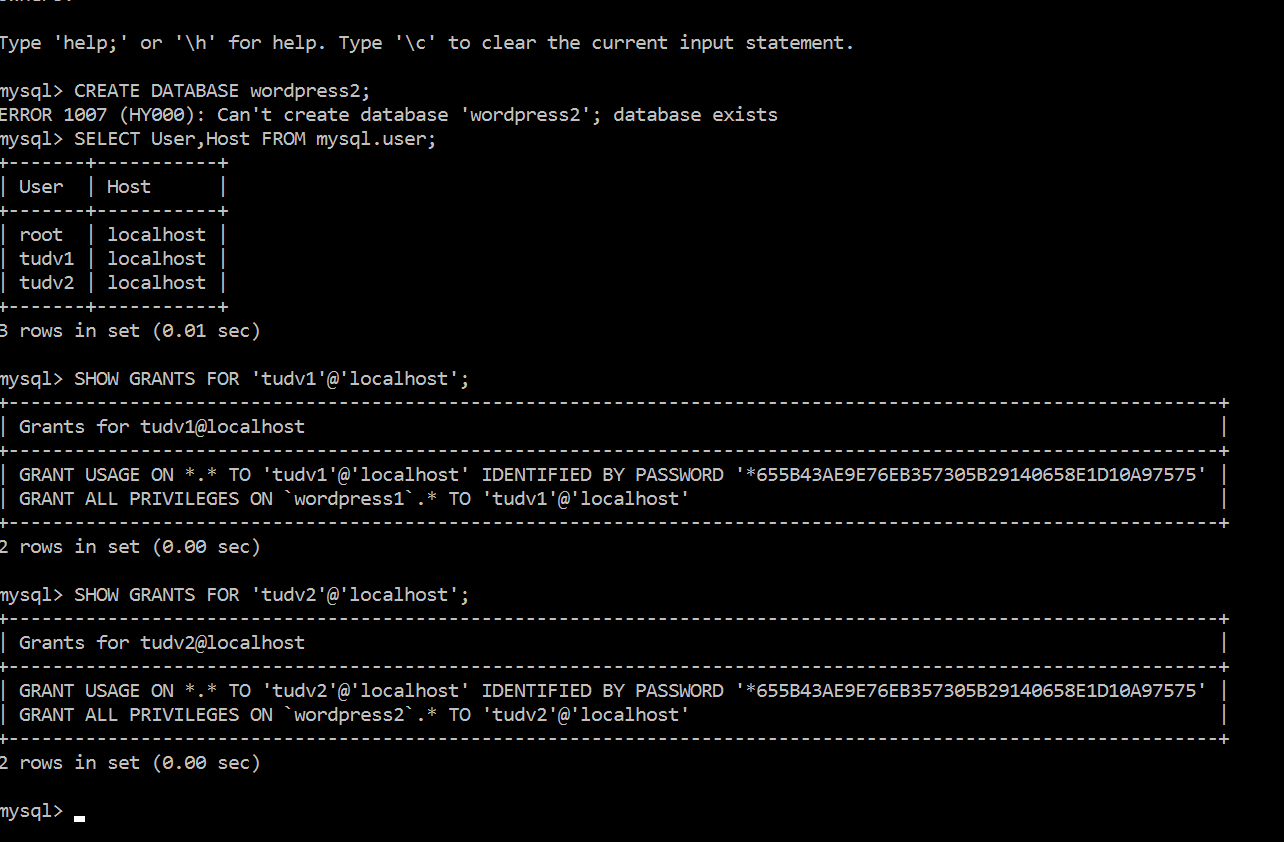 Type 'help;' or '\h' for help. Type '\c' to clear the current input statement.
mysql> CREATE DATABASE wordpress2;
ERROR 1007 (HY000): Can't create database 'wordpress2'; database exists
mysql> SELECT User,Host FROM mysql.user;
+-------+-----------+
| User  | Host      |
+-------+-----------+
| root  | localhost |
| tudv1 | localhost |
| tudv2 | localhost |
+-------+-----------+
3 rows in set (0.01 sec)
mysql> SHOW GRANTS FOR 'tudv1'@'localhost';
+--------------------------------------------------------------------------------------------------------------+
| Grants for tudv1@localhost                                                                                   |
+--------------------------------------------------------------------------------------------------------------+
| GRANT USAGE ON *.* TO 'tudv1'@'localhost' IDENTIFIED BY PASSWORD '*655B43AE9E76EB357305B29140658E1D10A97575' |
| GRANT ALL PRIVILEGES ON `wordpress1`.* TO 'tudv1'@'localhost'                                                |
+--------------------------------------------------------------------------------------------------------------+
2 rows in set (0.00 sec)
mysql> SHOW GRANTS FOR 'tudv2'@'localhost';
+--------------------------------------------------------------------------------------------------------------+
| Grants for tudv2@localhost                                                                                   |
+--------------------------------------------------------------------------------------------------------------+
| GRANT USAGE ON *.* TO 'tudv2'@'localhost' IDENTIFIED BY PASSWORD '*655B43AE9E76EB357305B29140658E1D10A97575' |
| GRANT ALL PRIVILEGES ON `wordpress2`.* TO 'tudv2'@'localhost'                                                |
+--------------------------------------------------------------------------------------------------------------+
2 rows in set (0.00 sec)
mysql>